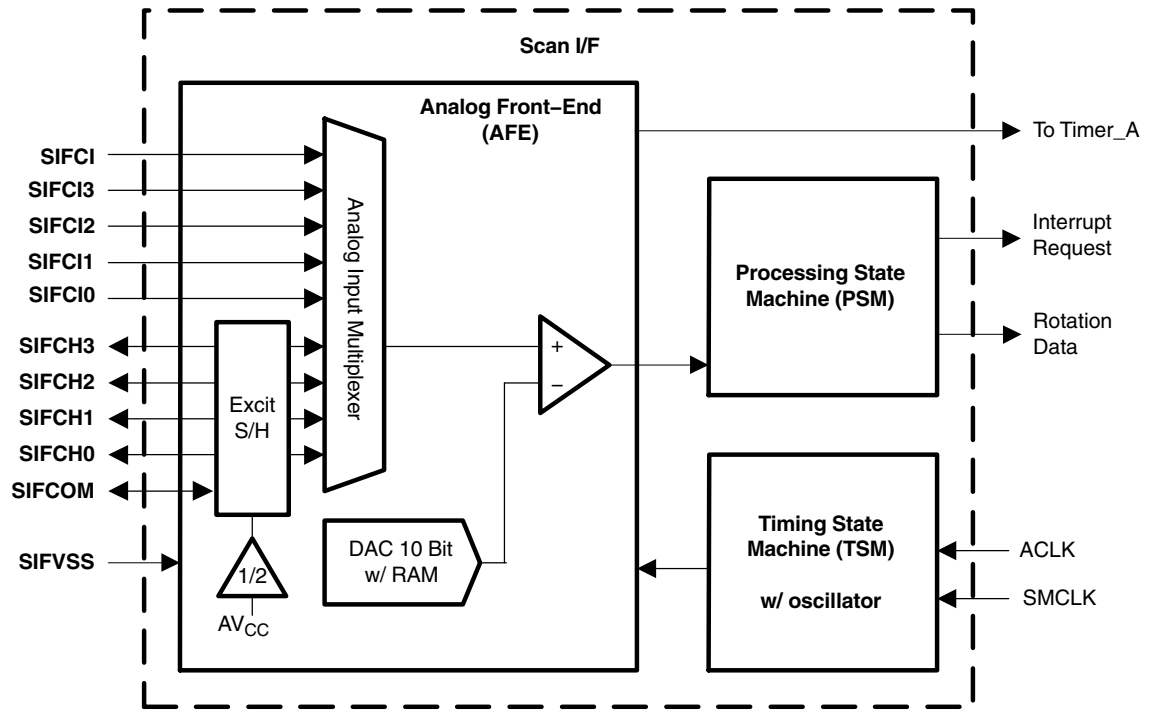 Scan I/F
Analog Front–End
(AFE)
To Timer_A
SIFCI
SIFCI3
SIFCI2
SIFCI1
SIFCI0
SIFCH3
SIFCH2
SIFCH1
SIFCH0
SIFCOM
SIFVSS
Analog Input Multiplexer
Excit
S/H
1/2
AVCC
+
–
DAC 10 Bit
w/ RAM
Processing State
Machine (PSM)
Interrupt
Request
Rotation
Data
Timing State
Machine (TSM)
w/ oscillator
ACLK
SMCLK